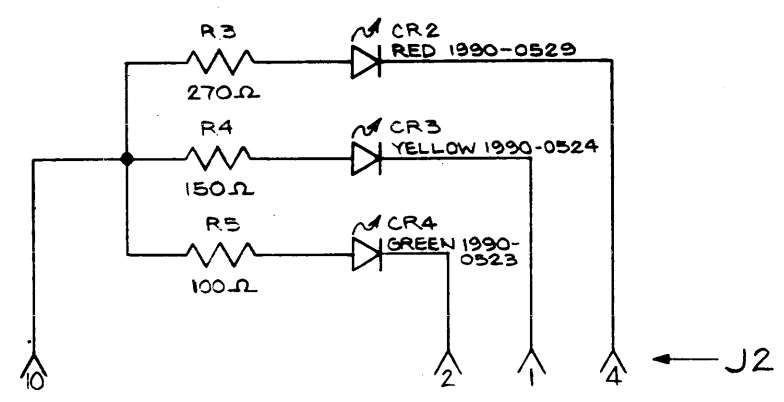 R3
CR2
RED 1990-0529
270Ω
R4
CR3
YELLOW 1990-0524
150Ω
R5
CR4
GREEN 1990-
0523
100Ω
10
2
1
4
J2